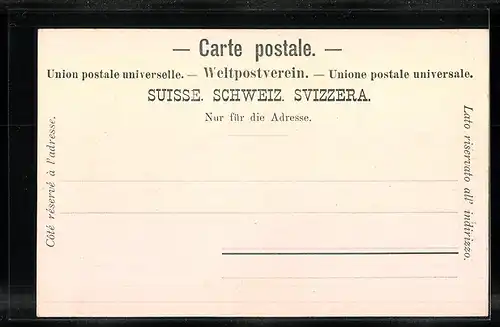 — Carte postale. —
Union postale universelle. — Weltpostverein. — Unione postale universale.
SUISSE. SCHWEIZ. SVIZZERA.
Nur für die Adresse.
Côté réservé à l'adresse.
Lato riservato all' indirizzo.